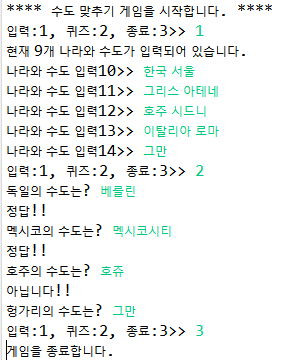 **** 수도 맞추기 게임을 시작합니다. ****
입력:1, 퀴즈:2, 종료:3>> 1
현재 9개 나라와 수도가 입력되어 있습니다.
나라와 수도 입력10>> 한국 서울
나라와 수도 입력11>> 그리스 아테네
나라와 수도 입력12>> 호주 시드니
나라와 수도 입력13>> 이탈리아 로마
나라와 수도 입력14>> 그만
입력:1, 퀴즈:2, 종료:3>> 2
독일의 수도는? 베를린
정답!!
멕시코의 수도는? 멕시코시티
정답!!
호주의 수도는? 호쥬
아닙니다!!
헝가리의 수도는? 그만
입력:1, 퀴즈:2, 종료:3>> 3
게임을 종료합니다.